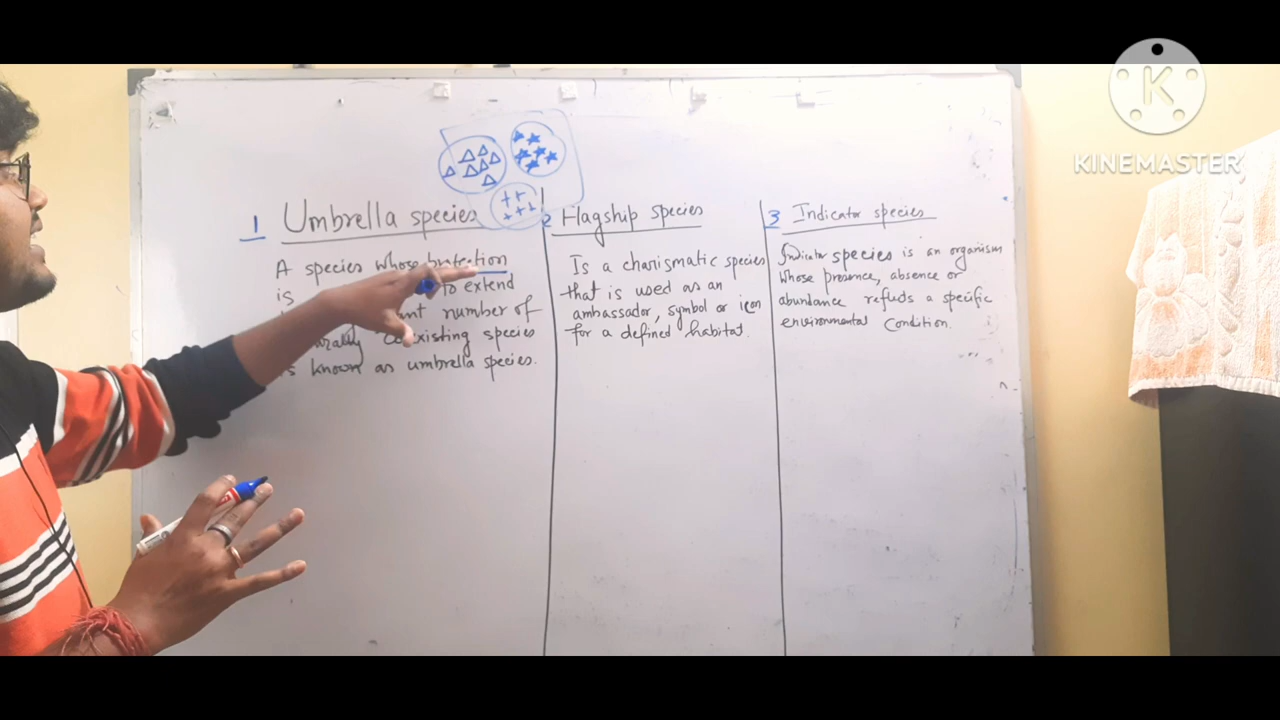 K
KINEMASTER
1 Umbrella species
A species whose protection
is to extend
number of
coexisting species
known as umbrella species.
2 Flagship species
Is a charismatic species
that is used as an
ambassador, symbol or icon
for a defined habitat.
3 Indicator species
Indicator species is an organism
whose presence, absence or
abundance reflects a specific
environmental condition.